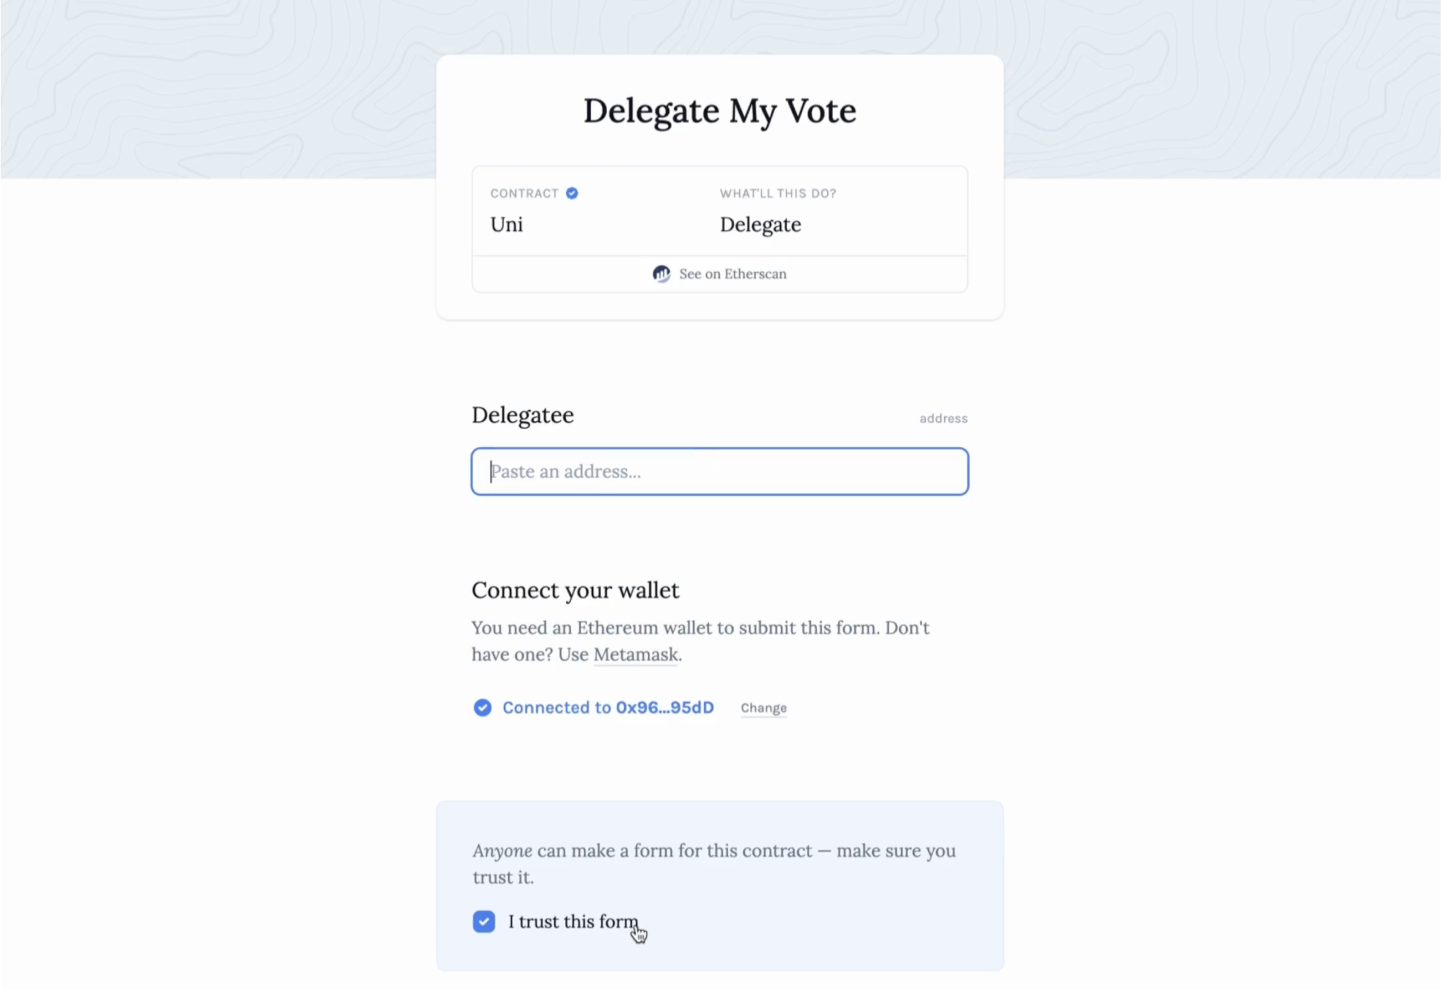 Delegate My Vote
CONTRACT
WHAT'LL THIS DO?
Uni
Delegate
See on Etherscan
Delegatee
address
Paste an address...
Connect your wallet
You need an Ethereum wallet to submit this form. Don't
have one? Use Metamask.
Connected to 0x96...95dD
Change
Anyone can make a form for this contract — make sure you
trust it.
I trust this form